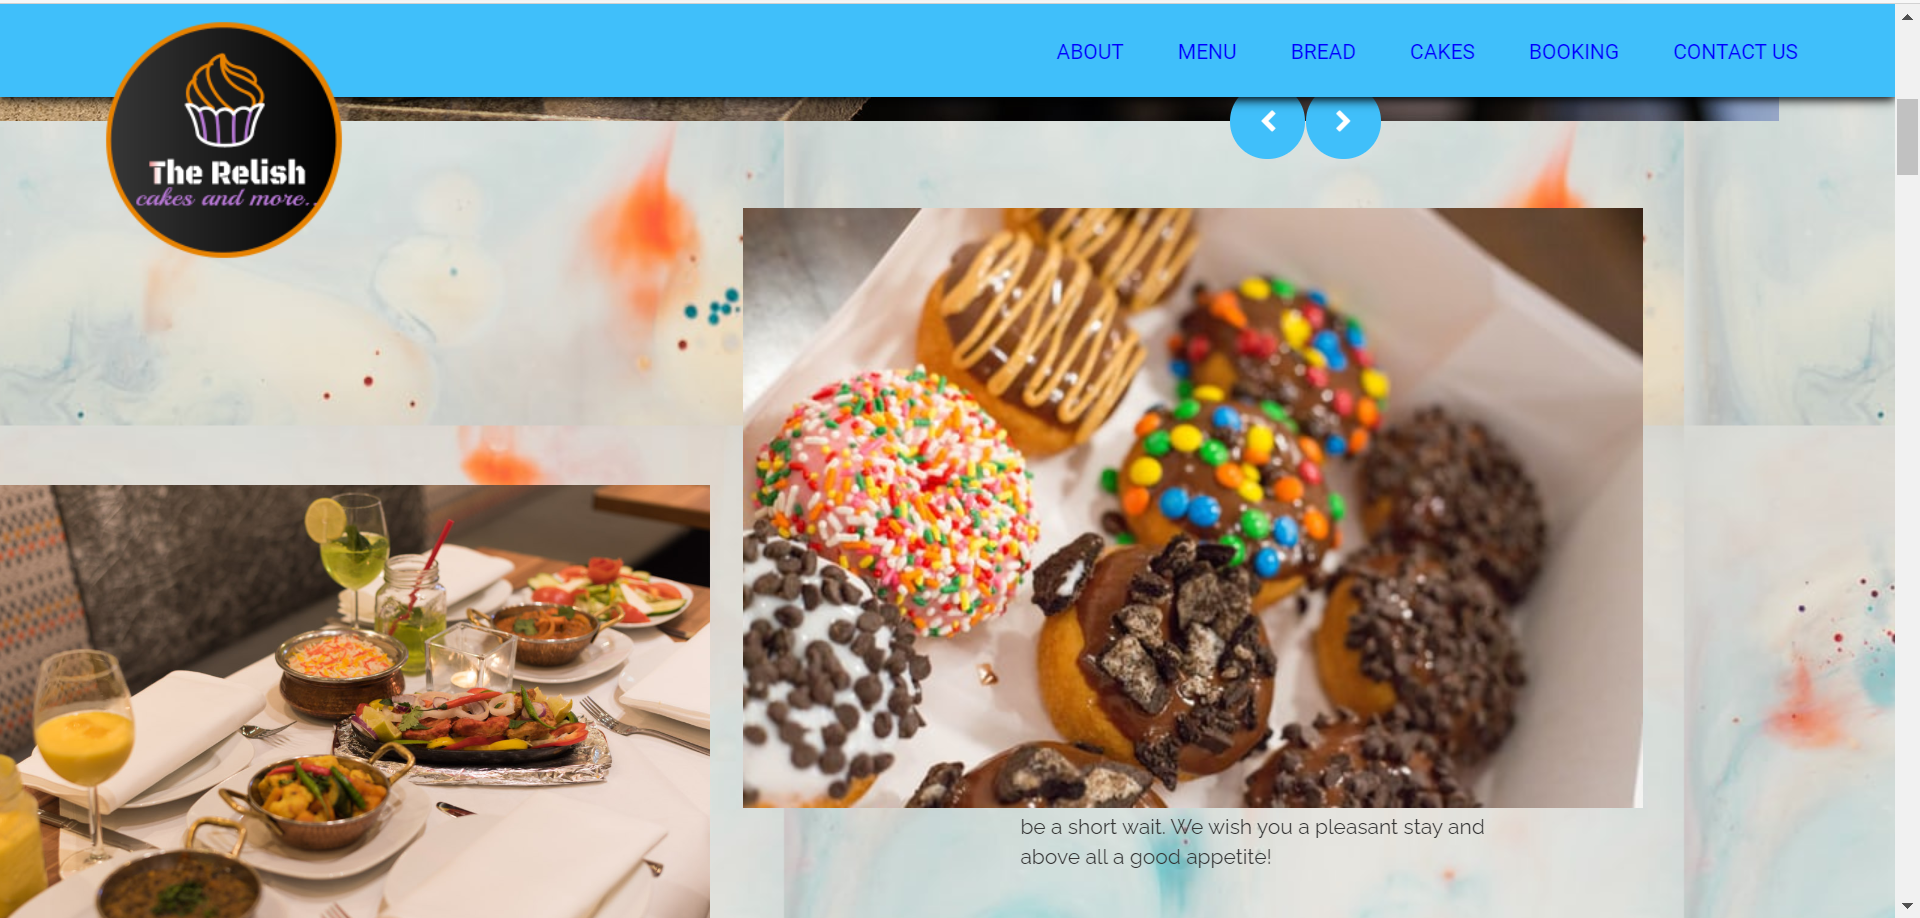 ABOUT MENU BREAD CAKES BOOKING CONTACT US
The Relish
cakes and more..
be a short wait. We wish you a pleasant stay and
above all a good appetite!